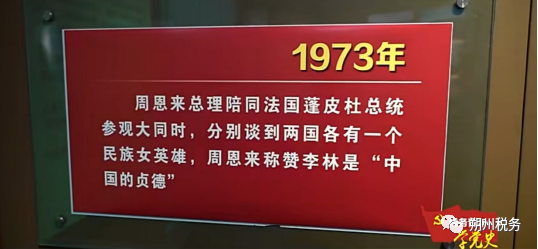 1973年
周恩来总理陪同法国蓬皮杜总统
参观大同时，分别谈到两国各有一个
民族女英雄，周恩来称赞李林是“中
国的贞德”
朔州税务
学党史